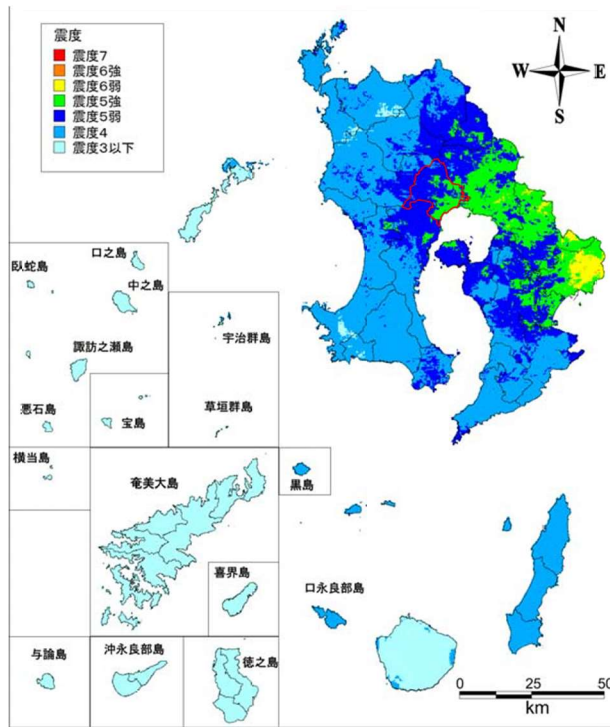 震度
震度7
震度6強
震度6弱
震度5強
震度5弱
震度4
震度3以下
N
W
E
S
口之島
臥蛇島
中之島
宇治群島
諏訪之瀬島
悪石島
宝島
草垣群島
横当島
奄美大島
黒島
喜界島
口永良部島
与論島
沖永良部島
徳之島
0 25 50
km